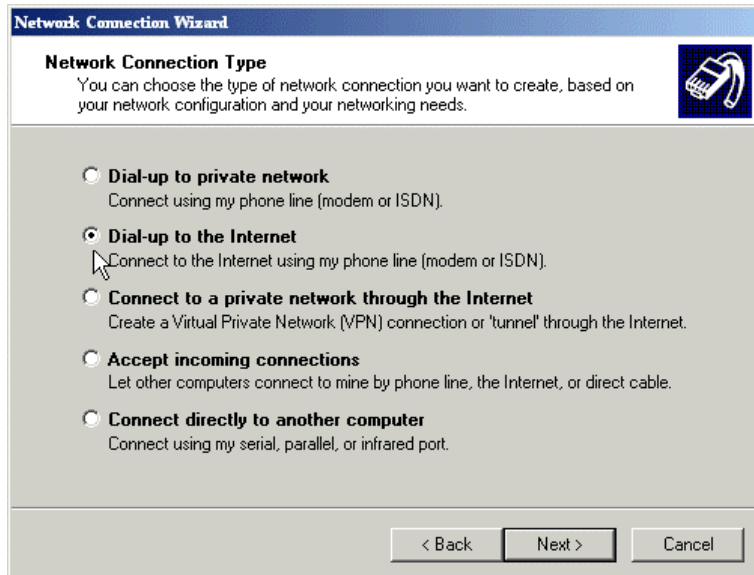 Network Connection Wizard
Network Connection Type
You can choose the type of network connection you want to create, based on
your network configuration and your networking needs.
Dial-up to private network
Connect using my phone line (modem or ISDN).
Dial-up to the Internet
Connect to the Internet using my phone line (modem or ISDN).
Connect to a private network through the Internet
Create a Virtual Private Network (VPN) connection or 'tunnel' through the Internet.
Accept incoming connections
Let other computers connect to mine by phone line, the Internet, or direct cable.
Connect directly to another computer
Connect using my serial, parallel, or infrared port.
< Back Next > Cancel